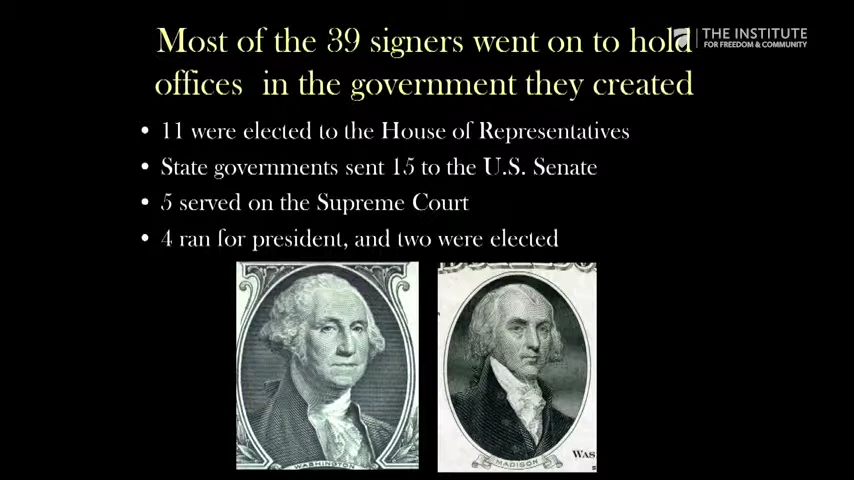 THE INSTITUTE
FOR FREEDOM & COMMUNITY
Most of the 39 signers went on to hold
offices in the government they created
• 11 were elected to the House of Representatives
• State governments sent 15 to the U.S. Senate
• 5 served on the Supreme Court
• 4 ran for president, and two were elected
WASHINGTON
MADISON
WAS